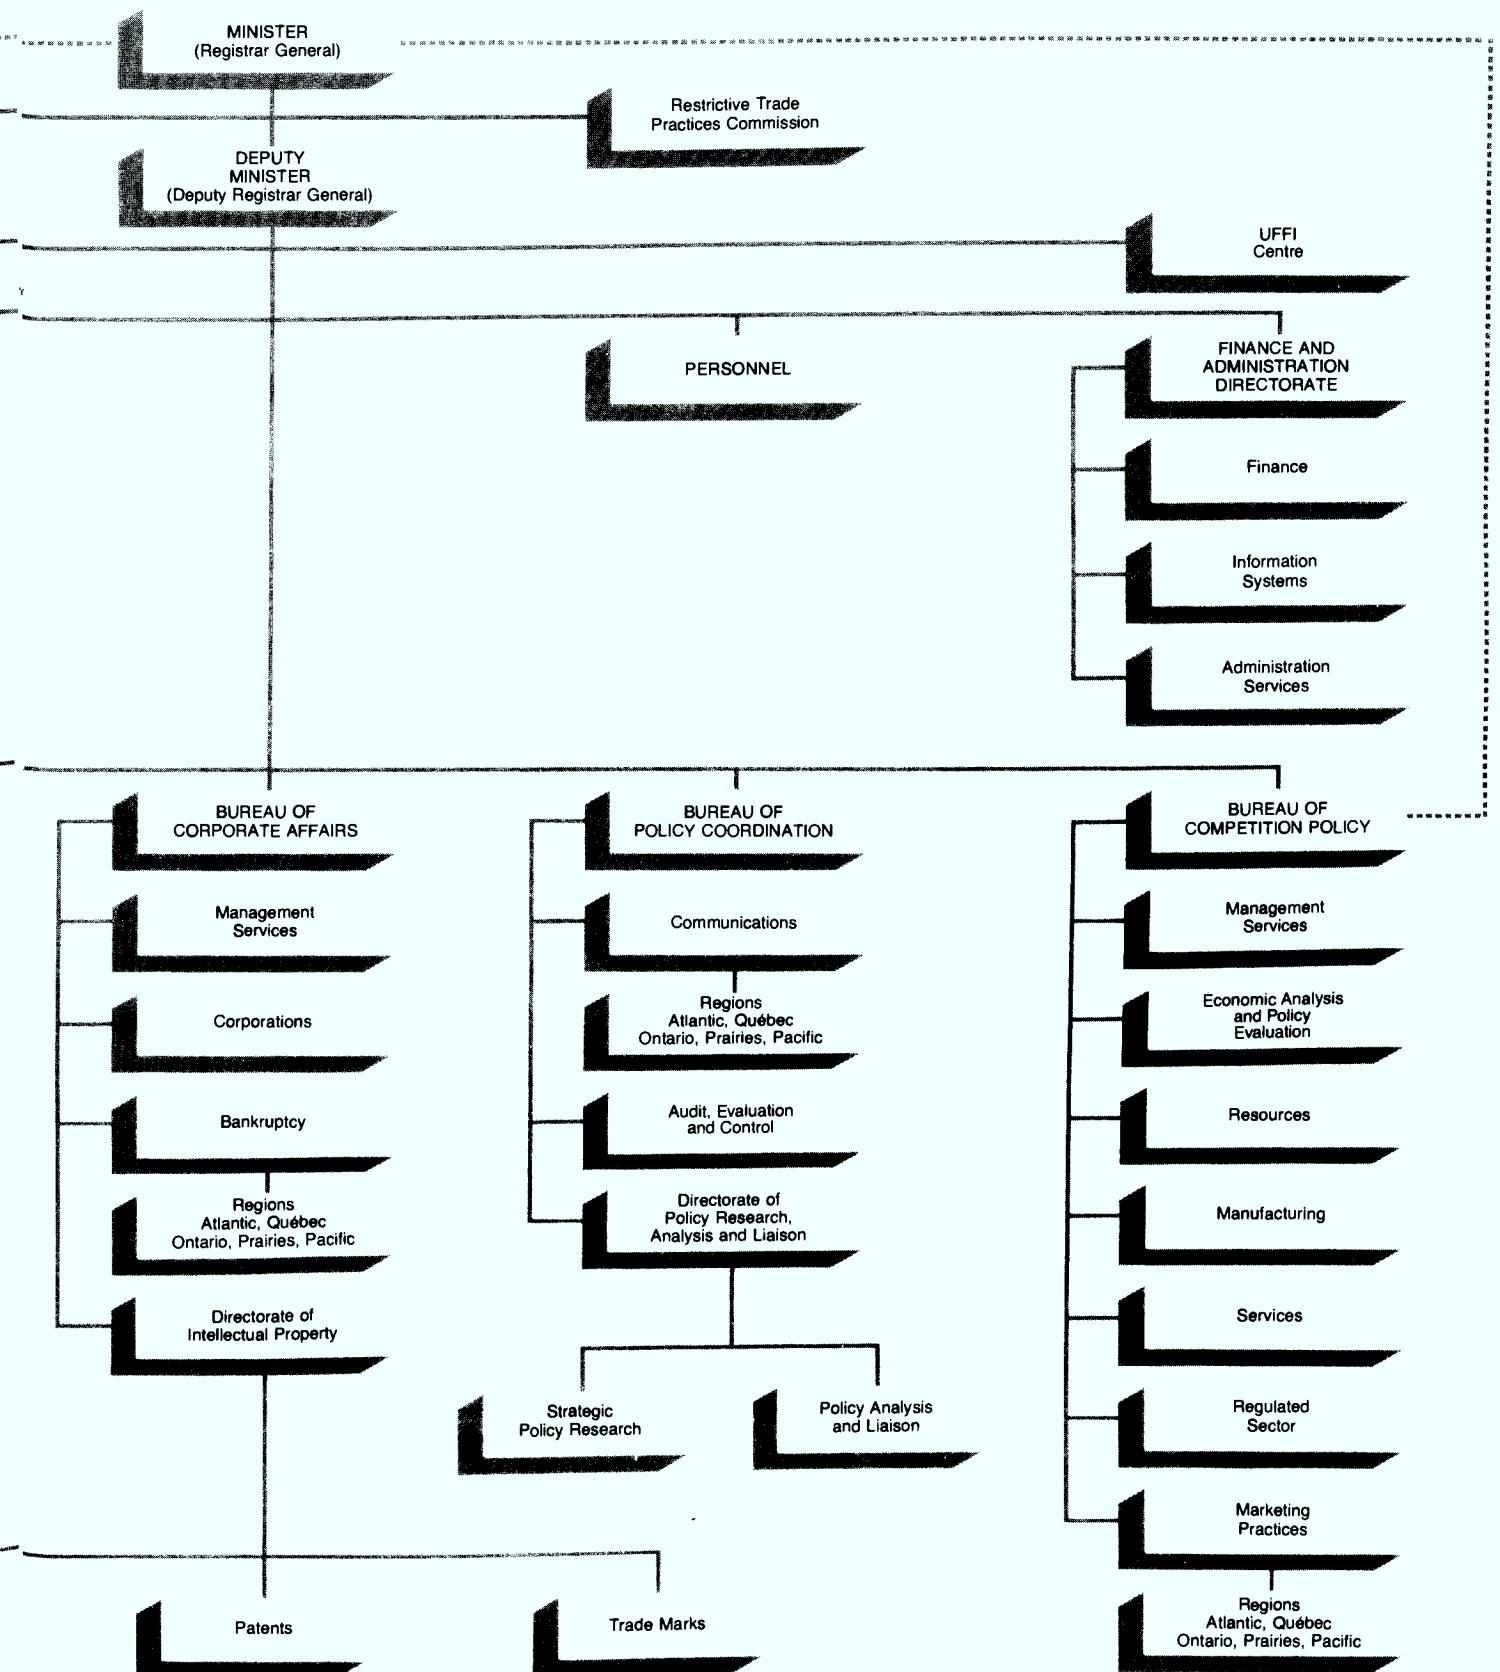 MINISTER
(Registrar General)
Restrictive Trade
Practices Commission
DEPUTY
MINISTER
(Deputy Registrar General)
UFFI
Centre
PERSONNEL
FINANCE AND
ADMINISTRATION
DIRECTORATE
Finance
Information
Systems
Administration
Services
BUREAU OF
CORPORATE AFFAIRS
Management
Services
Corporations
Bankruptcy
Regions
Atlantic, Québec
Ontario, Prairies, Pacific
Directorate of
Intellectual Property
Patents
Trade Marks
BUREAU OF
POLICY COORDINATION
Communications
Regions
Atlantic, Québec
Ontario, Prairies, Pacific
Audit, Evaluation
and Control
Directorate of
Policy Research,
Analysis and Liaison
Strategic
Policy Research
Policy Analysis
and Liaison
BUREAU OF
COMPETITION POLICY
Management
Services
Economic Analysis
and Policy
Evaluation
Resources
Manufacturing
Services
Regulated
Sector
Marketing
Practices
Regions
Atlantic, Québec
Ontario, Prairies, Pacific